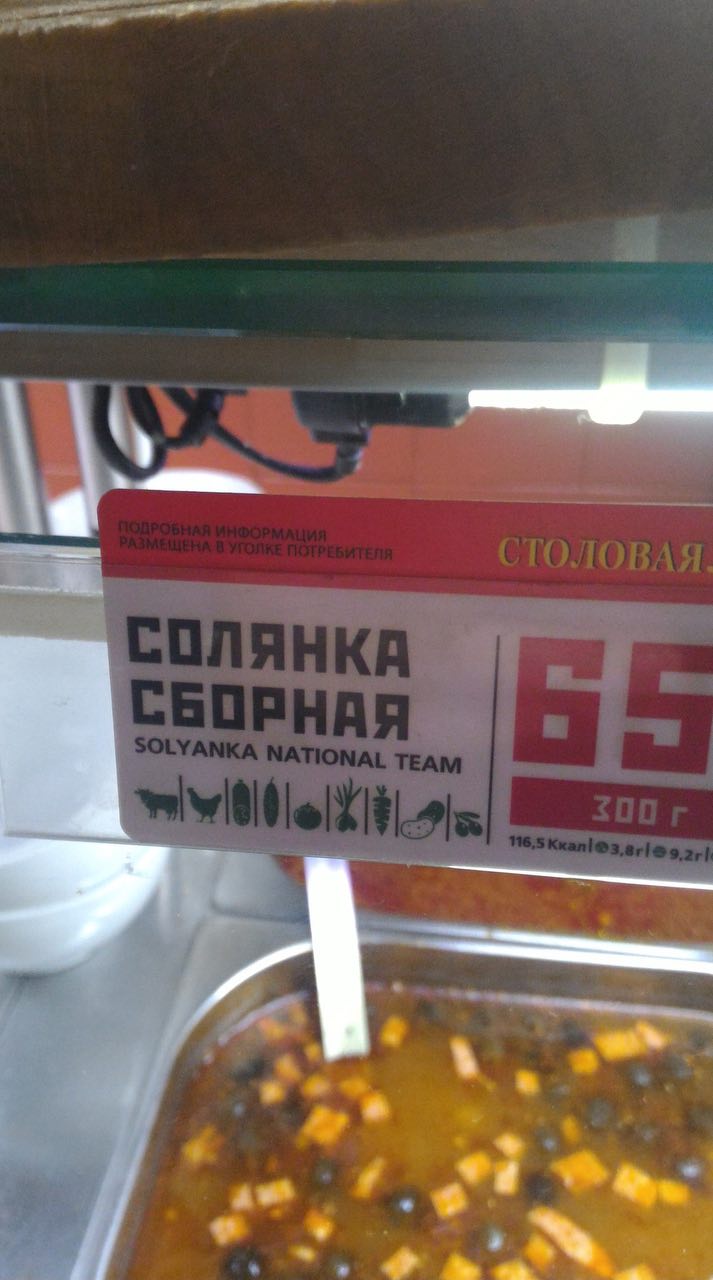 ПОДРОБНАЯ ИНФОРМАЦИЯ
РАЗМЕЩЕНА В УГОЛКЕ ПОТРЕБИТЕЛЯ
СТОЛОВАЯ
СОЛЯНКА
СБОРНАЯ
SOLYANKA NATIONAL TEAM
65
300 г
116,5 Ккал 3,8г 9,2г